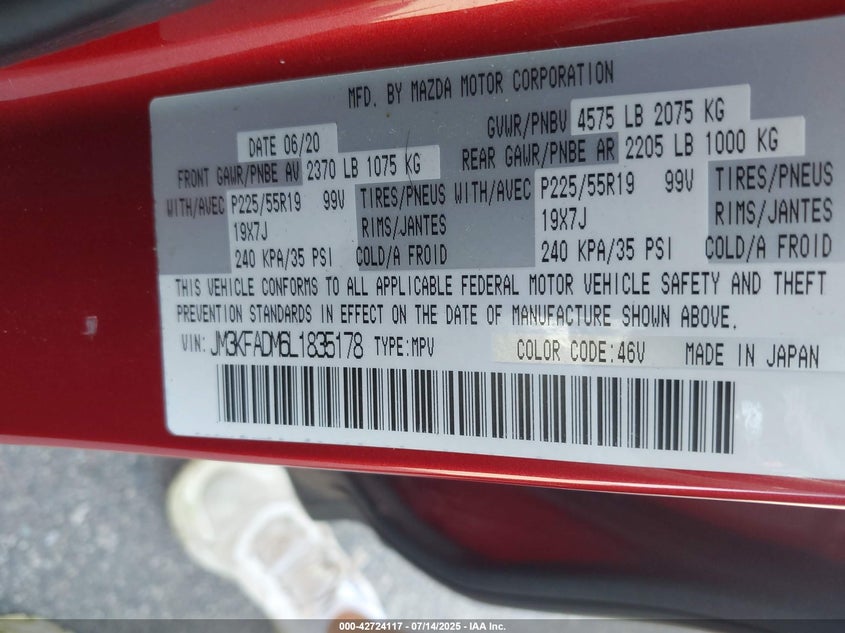 MFD. BY MAZDA MOTOR CORPORATION
DATE 06/20 GVWR/PNBV 4575 LB 2075 KG
FRONT GAWR/PNBE AV 2370 LB 1075 KG REAR GAWR/PNBE AR 2205 LB 1000 KG
WITH/AVEC P225/55R19 99V TIRES/PNEUS WITH/AVEC P225/55R19 99V TIRES/PNEUS
19X7J RIMS/JANTES 19X7J RIMS/JANTES
240 KPA/35 PSI COLD/A FROID 240 KPA/35 PSI COLD/A FROID
THIS VEHICLE CONFORMS TO ALL APPLICABLE FEDERAL MOTOR VEHICLE SAFETY AND THEFT
PREVENTION STANDARDS IN EFFECT ON THE DATE OF MANUFACTURE SHOWN ABOVE.
VIN: JM3KFADM6L1835178 TYPE:MPV COLOR CODE:46V MADE IN JAPAN
000-42724117 - 07/14/2025 - IAA Inc.